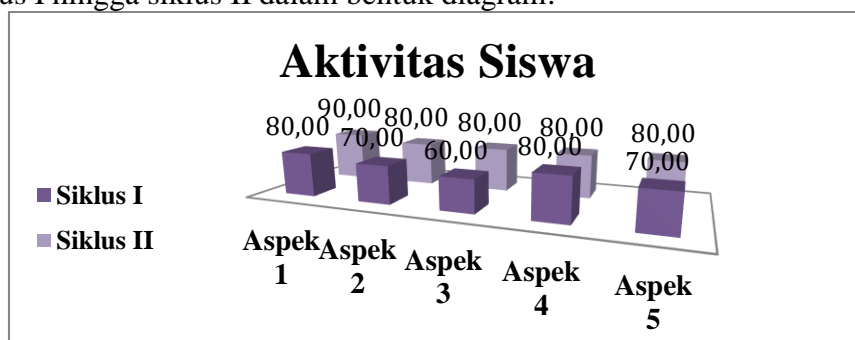 hingga siklus II dalam bentuk diagram.
Aktivitas Siswa
90,00 80,00 80,00 80,00 80,00
80,00 70,00 60,00 80,00 70,00
Siklus I
Siklus II
Aspek 1
Aspek 2
Aspek 3
Aspek 4
Aspek 5